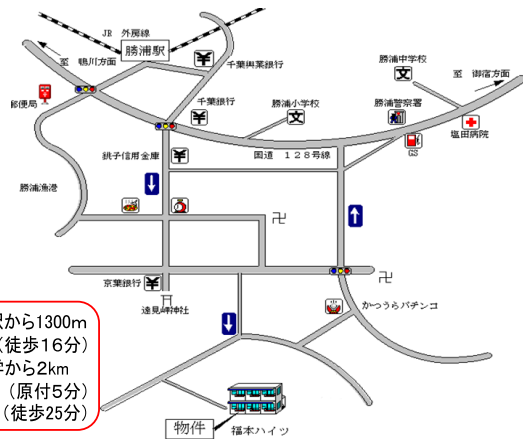 JR 外房線
勝浦駅
至 鴨川方面
千葉興業銀行
勝浦中学校
文
至 御宿方面
郵便局
千葉銀行
勝浦小学校
文
勝浦警察署
塩田病院
国道 128号線
GS
銚子信用金庫
勝浦漁港
卍
京葉銀行
卍
遠見岬神社
かつうらパチンコ
駅から1300m
(徒歩16分)
から2km
(原付5分)
(徒歩25分)
物件
福本ハイツ